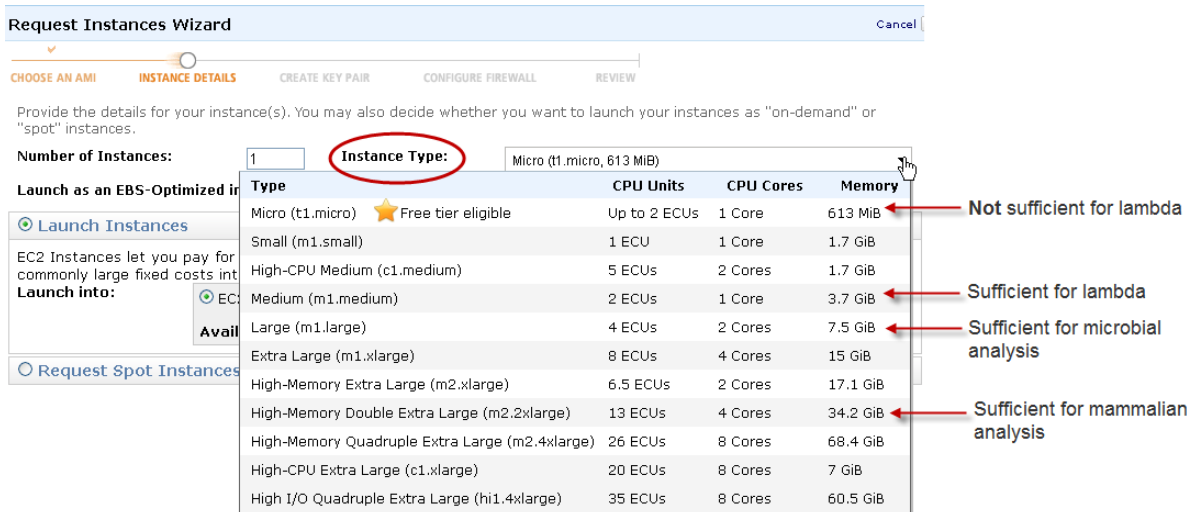 Request Instances Wizard
Cancel
CHOOSE AN AMI INSTANCE DETAILS CREATE KEY PAIR CONFIGURE FIREWALL REVIEW
Provide the details for your instance(s). You may also decide whether you want to launch your instances as "on-demand" or
"spot" instances.
Number of Instances: 1 Instance Type: Micro (t1.micro, 613 MiB)
Launch as an EBS-Optimized in
Type CPU Units CPU Cores Memory
Micro (t1.micro) Free tier eligible Up to 2 ECUs 1 Core 613 MiB Not sufficient for lambda
Launch Instances
Small (m1.small) 1 ECU 1 Core 1.7 GiB
EC2 Instances let you pay for
commonly large fixed costs int
High-CPU Medium (c1.medium) 5 ECUs 2 Cores 1.7 GiB
Launch into: EC
Medium (m1.medium) 2 ECUs 1 Core 3.7 GiB Sufficient for lambda
Avail
Large (m1.large) 4 ECUs 2 Cores 7.5 GiB Sufficient for microbial
analysis
Extra Large (m1.xlarge) 8 ECUs 4 Cores 15 GiB
Request Spot Instances
High-Memory Extra Large (m2.xlarge) 6.5 ECUs 2 Cores 17.1 GiB
High-Memory Double Extra Large (m2.2xlarge) 13 ECUs 4 Cores 34.2 GiB Sufficient for mammalian
analysis
High-Memory Quadruple Extra Large (m2.4xlarge) 26 ECUs 8 Cores 68.4 GiB
High-CPU Extra Large (c1.xlarge) 20 ECUs 8 Cores 7 GiB
High I/O Quadruple Extra Large (hi1.4xlarge) 35 ECUs 8 Cores 60.5 GiB